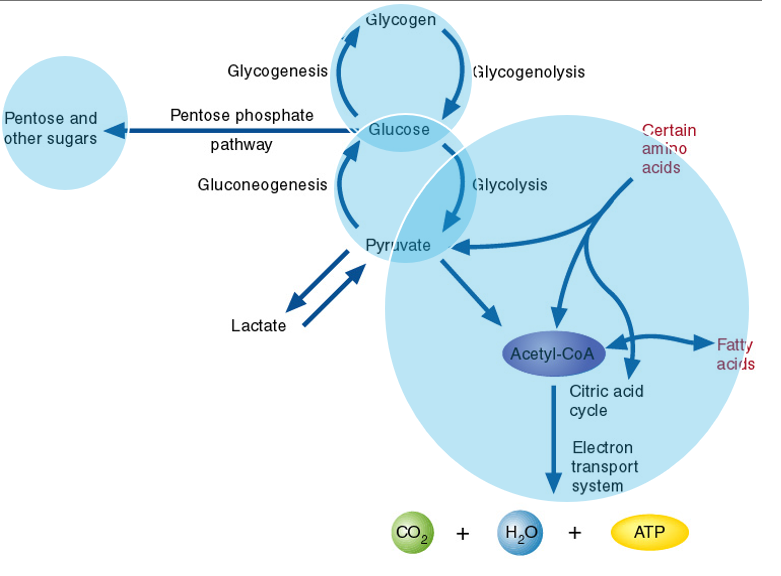 Glycogen
Glycogenesis
Glycogenolysis
Pentose and
other sugars
Pentose phosphate
pathway
Glucose
Certain
amino
acids
Gluconeogenesis
Glycolysis
Pyruvate
Lactate
Acetyl-CoA
Fatty
acids
Citric acid
cycle
Electron
transport
system
CO₂ + H₂O + ATP